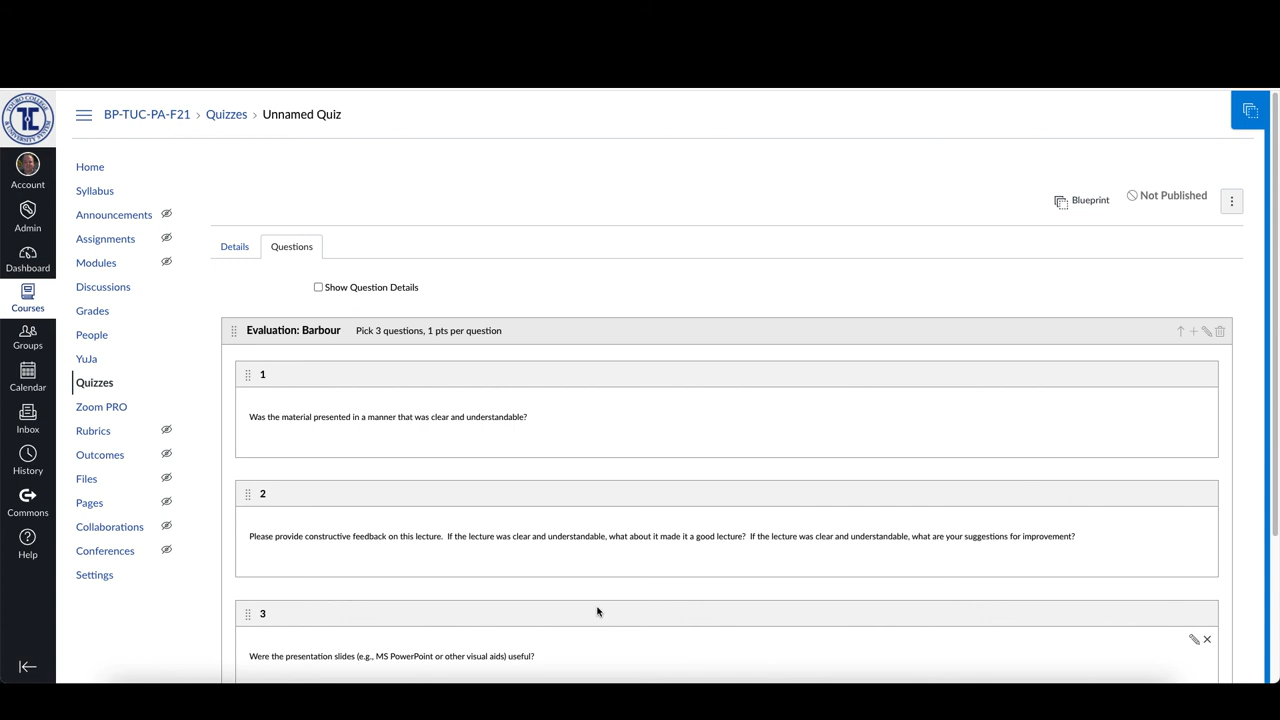 BP-TUC-PA-F21 › Quizzes › Unnamed Quiz
Account
Admin
Dashboard
Courses
Groups
Calendar
Inbox
History
Commons
Help
Home
Syllabus
Announcements
Assignments
Modules
Discussions
Grades
People
YuJa
Quizzes
Zoom PRO
Rubrics
Outcomes
Files
Pages
Collaborations
Conferences
Settings
Blueprint
Not Published
Details
Questions
Show Question Details
Evaluation: Barbour Pick 3 questions, 1 pts per question
1
Was the material presented in a manner that was clear and understandable?
2
Please provide constructive feedback on this lecture. If the lecture was clear and understandable, what about it made it a good lecture? If the lecture was clear and understandable, what are your suggestions for improvement?
3
Were the presentation slides (e.g., MS PowerPoint or other visual aids) useful?